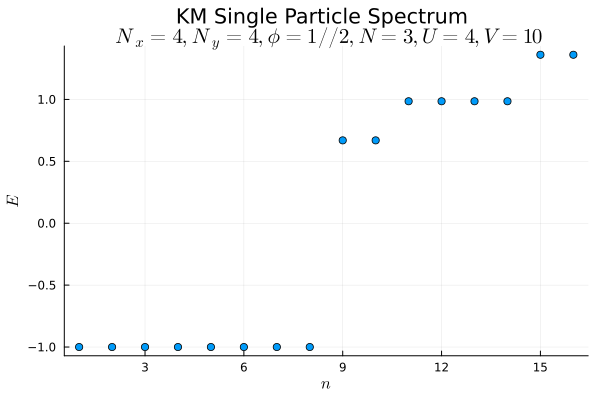 KM Single Particle Spectrum
N_x = 4, N_y = 4, ϕ = 1//2, N = 3, U = 4, V = 10
1.0
0.5
0.0
−0.5
−1.0
E
3 6 9 12 15
n